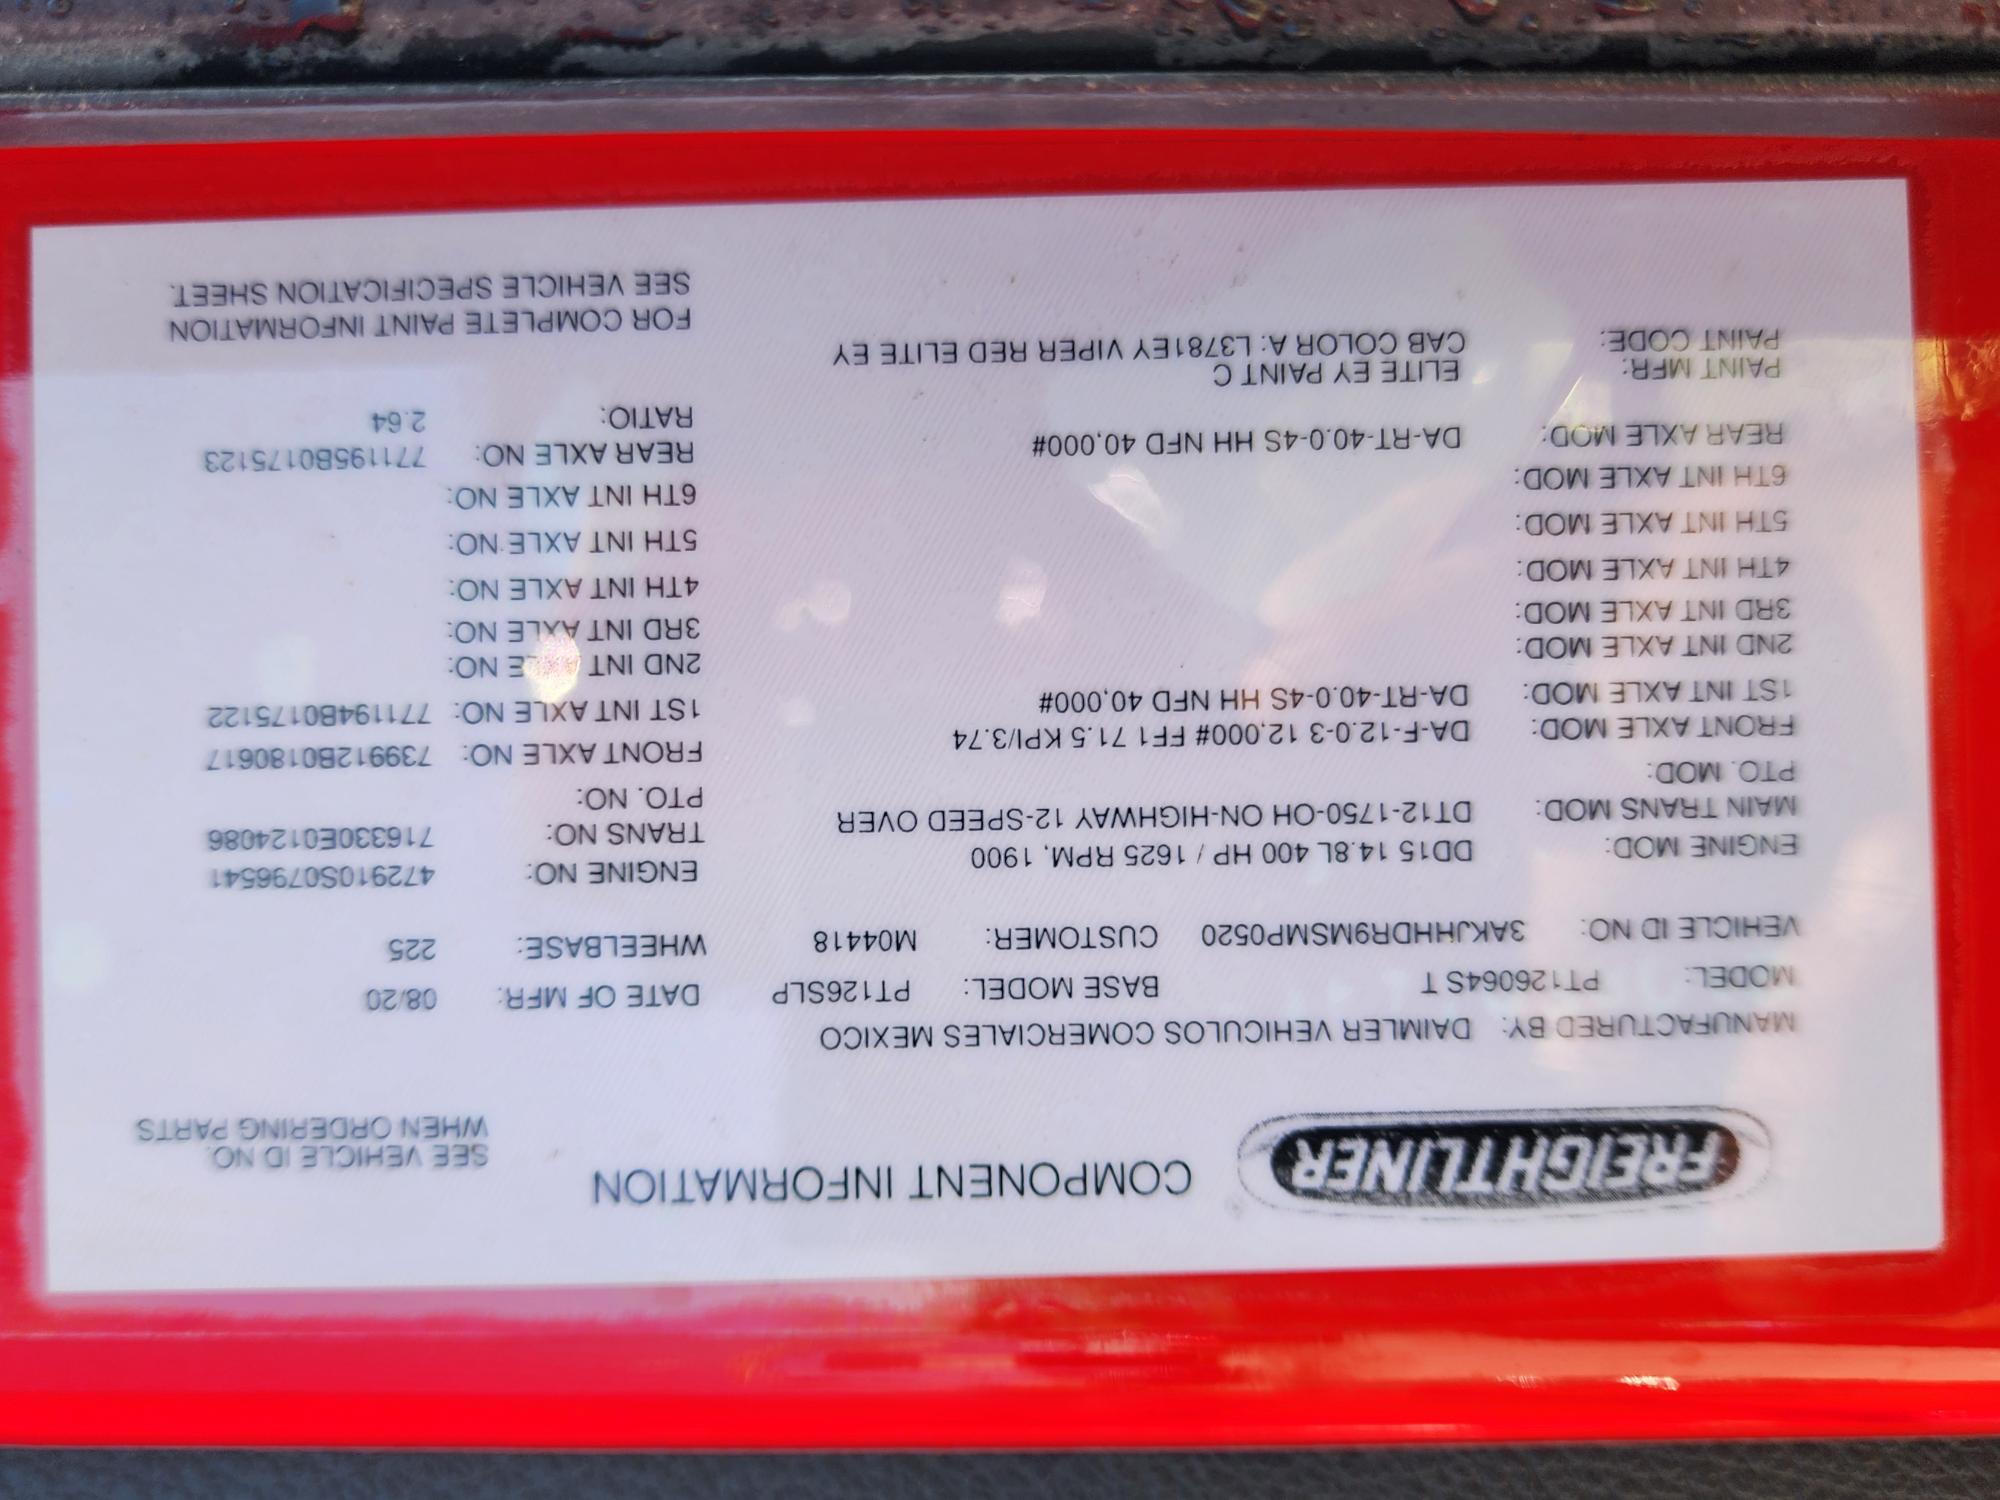 FREIGHTLINER COMPONENT INFORMATION
SEE VEHICLE ID NO.
WHEN ORDERING PARTS
MANUFACTURED BY: DAIMLER VEHICULOS COMERCIALES MEXICO
MODEL: PT126064S T BASE MODEL: PT126SLP DATE OF MFR: 08/20
VEHICLE ID NO: 3AKJHHDR9MSMP0520 CUSTOMER: M04418 WHEELBASE: 225
ENGINE MOD: DD15 14.8L 400 HP / 1625 RPM, 1900 ENGINE NO: 472910S0796541
MAIN TRANS MOD: DT12-1750-OH ON-HIGHWAY 12-SPEED OVER TRANS NO: 716330E0124086
PTO. MOD: PTO. NO:
FRONT AXLE MOD: DA-F-12.0-3 12,000# FF1 71.5 KPI/3.74 FRONT AXLE NO: 739912B0180617
1ST INT AXLE MOD: DA-RT-40.0-4S HH NFD 40,000# 1ST INT AXLE NO: 771194B0175122
2ND INT AXLE MOD: 2ND INT AXLE NO:
3RD INT AXLE MOD: 3RD INT AXLE NO:
4TH INT AXLE MOD: 4TH INT AXLE NO:
5TH INT AXLE MOD: 5TH INT AXLE NO:
6TH INT AXLE MOD: 6TH INT AXLE NO:
REAR AXLE MOD: DA-RT-40.0-4S HH NFD 40,000# REAR AXLE NO: 771195B0175123
RATIO: 2.64
PAINT MFR: ELITE EY PAINT C
PAINT CODE: CAB COLOR A: L3781EY VIPER RED ELITE EY
FOR COMPLETE PAINT INFORMATION
SEE VEHICLE SPECIFICATION SHEET.